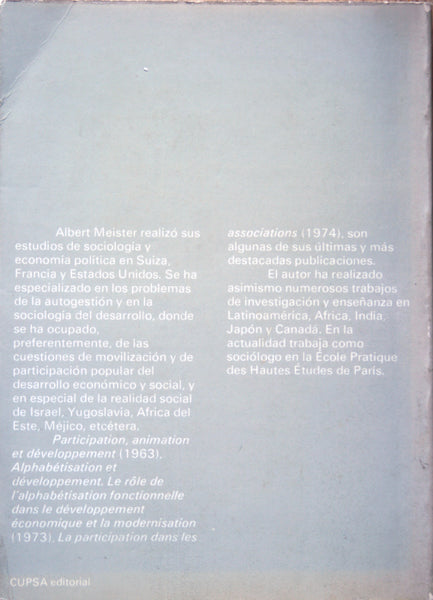 Albert Meister realizó sus
estudios de sociología y
economía política en Suiza,
Francia y Estados Unidos. Se ha
especializado en los problemas
de la autogestión y en la
sociología del desarrollo, donde
se ha ocupado,
preferentemente, de las
cuestiones de movilización y de
participación popular del
desarrollo económico y social, y
en especial de la realidad social
de Israel, Yugoslavia, Africa del
Este, Méjico, etcétera.
Participation, animation
et développement (1963),
Alphabétisation et
développement. Le rôle de
l'alphabétisation fonctionnelle
dans le développement
économique et la modernisation
(1973), La participation dans les
associations (1974), son
algunas de sus últimas y más
destacadas publicaciones.
El autor ha realizado
asimismo numerosos trabajos
de investigación y enseñanza en
Latinoamérica, Africa, India,
Japón y Canadá. En la
actualidad trabaja como
sociólogo en la École Pratique
des Hautes Études de París.
CUPSA editorial